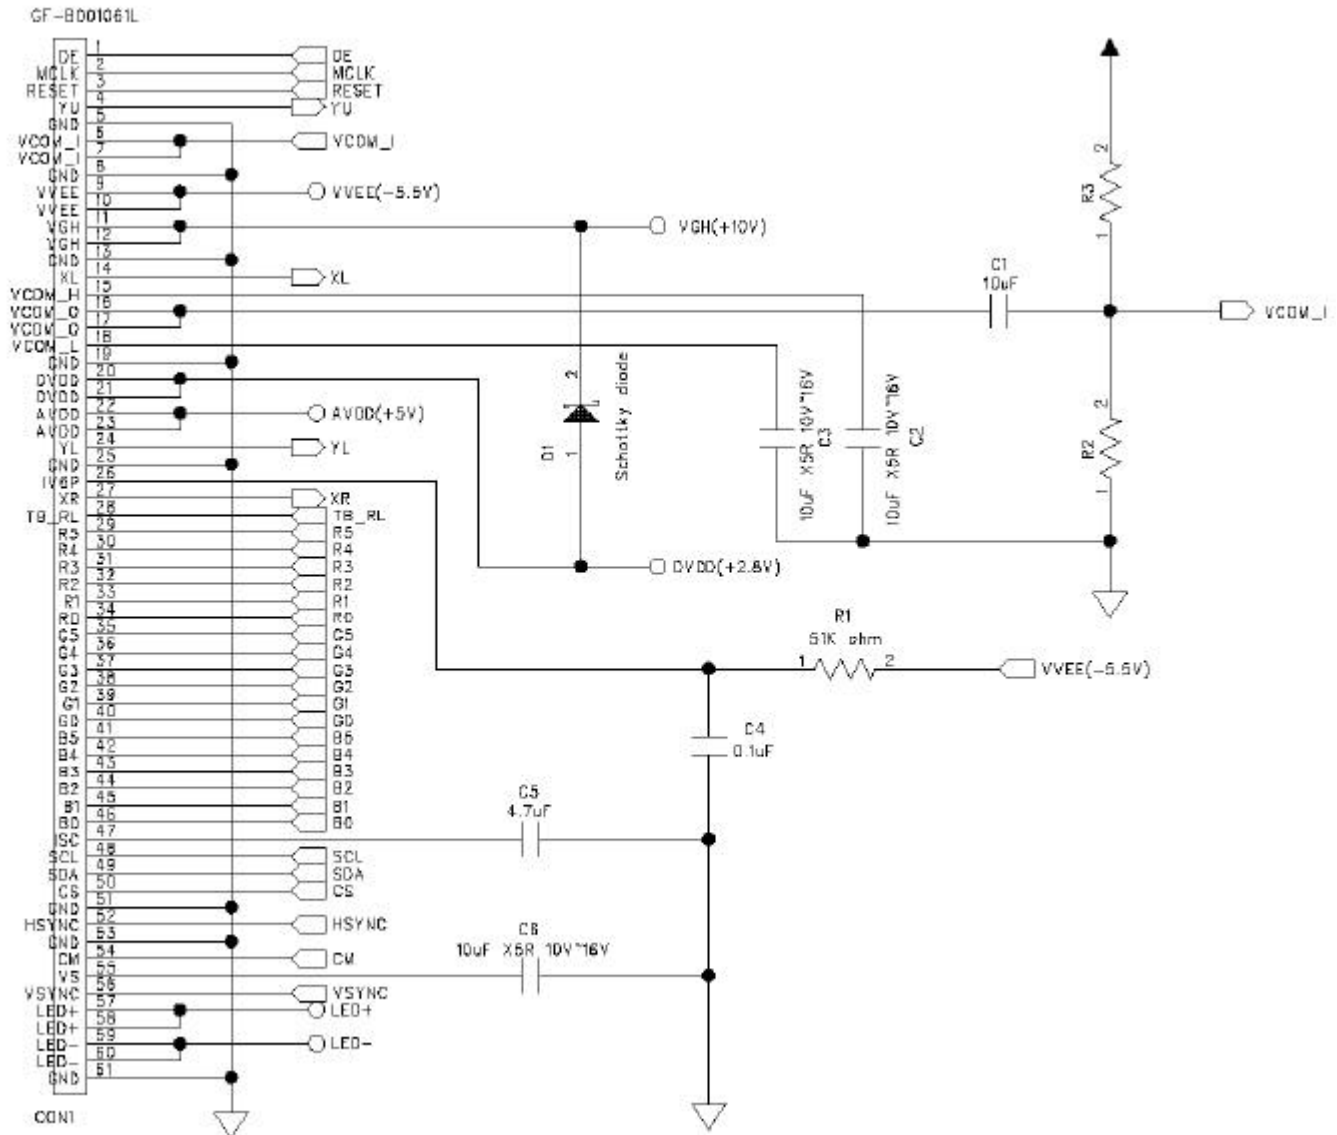 GF-BD01061L
DE 1 DE
MCLK 2 MCLK
RESET 3 RESET
YU 4 YU
GND 5
VCOM_I 6 VCOM_I
VCOM_I 7
GND 8
VVEE 9 VVEE(-5.5V)
VVEE 10
VGH 11 VGH(+10V)
VGH 12
GND 13
XL 14 XL
VCOM_H 15
VCOM_O 16
VCOM_O 17
VCOM_L 18
GND 19
DVDD 20
DVDD 21
AVDD 22 AVDD(+5V)
AVDD 23
YL 24 YL
GND 25
IV6P 26
XR 27 XR
TB_RL 28 TB_RL
R5 29 R5
R4 30 R4
R3 31 R3
R2 32 R2
R1 33 R1
R0 34 R0
G5 35 G5
G4 36 G4
G3 37 G3
G2 38 G2
G1 39 G1
G0 40 G0
B5 41 B5
B4 42 B4
B3 43 B3
B2 44 B2
B1 45 B1
B0 46 B0
ISC 47
SCL 48 SCL
SDA 49 SDA
CS 50 CS
GND 51
HSYNC 52 HSYNC
GND 53
CM 54 CM
VS 55
VSYNC 56 VSYNC
LED+ 57 LED+
LED+ 58
LED- 59 LED-
LED- 60
GND 61
CON1
2
D1
1
Schottky diode
DVDD(+2.8V)
10uF X5R 10V~16V
C3
10uF X5R 10V~16V
C2
C1
10uF
2
R3
1
VCOM_I
2
R2
1
R1
51K ohm
1 2
VVEE(-5.5V)
C4
0.1uF
C5
4.7uF
C6
10uF X5R 10V~16V